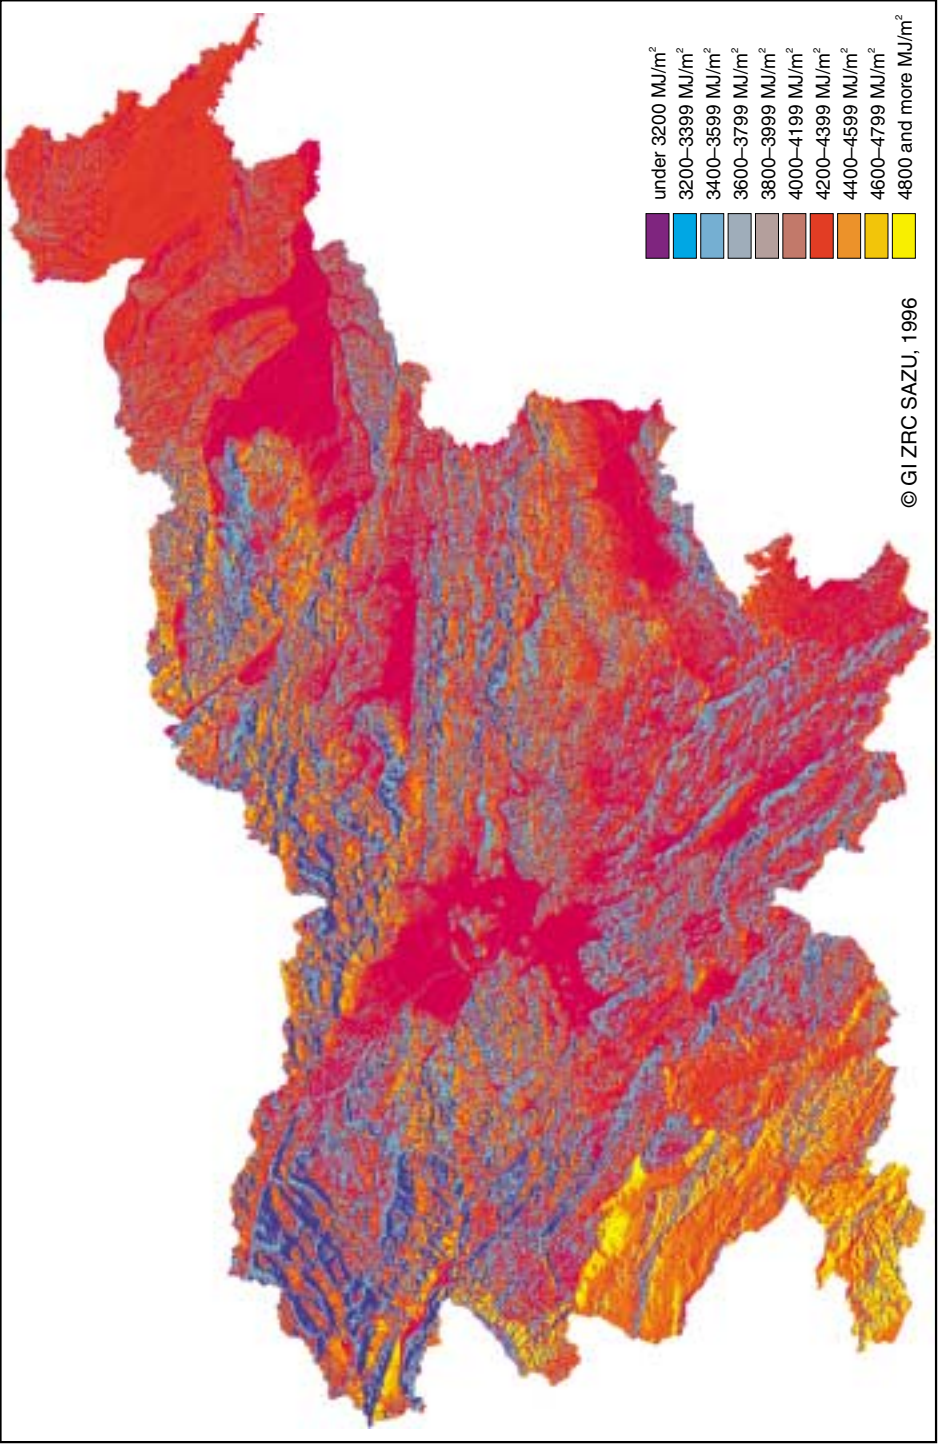 under 3200 MJ/m²
3200–3399 MJ/m²
3400–3599 MJ/m²
3600–3799 MJ/m²
3800–3999 MJ/m²
4000–4199 MJ/m²
4200–4399 MJ/m²
4400–4599 MJ/m²
4600–4799 MJ/m²
4800 and more MJ/m²
© GI ZRC SAZU, 1996